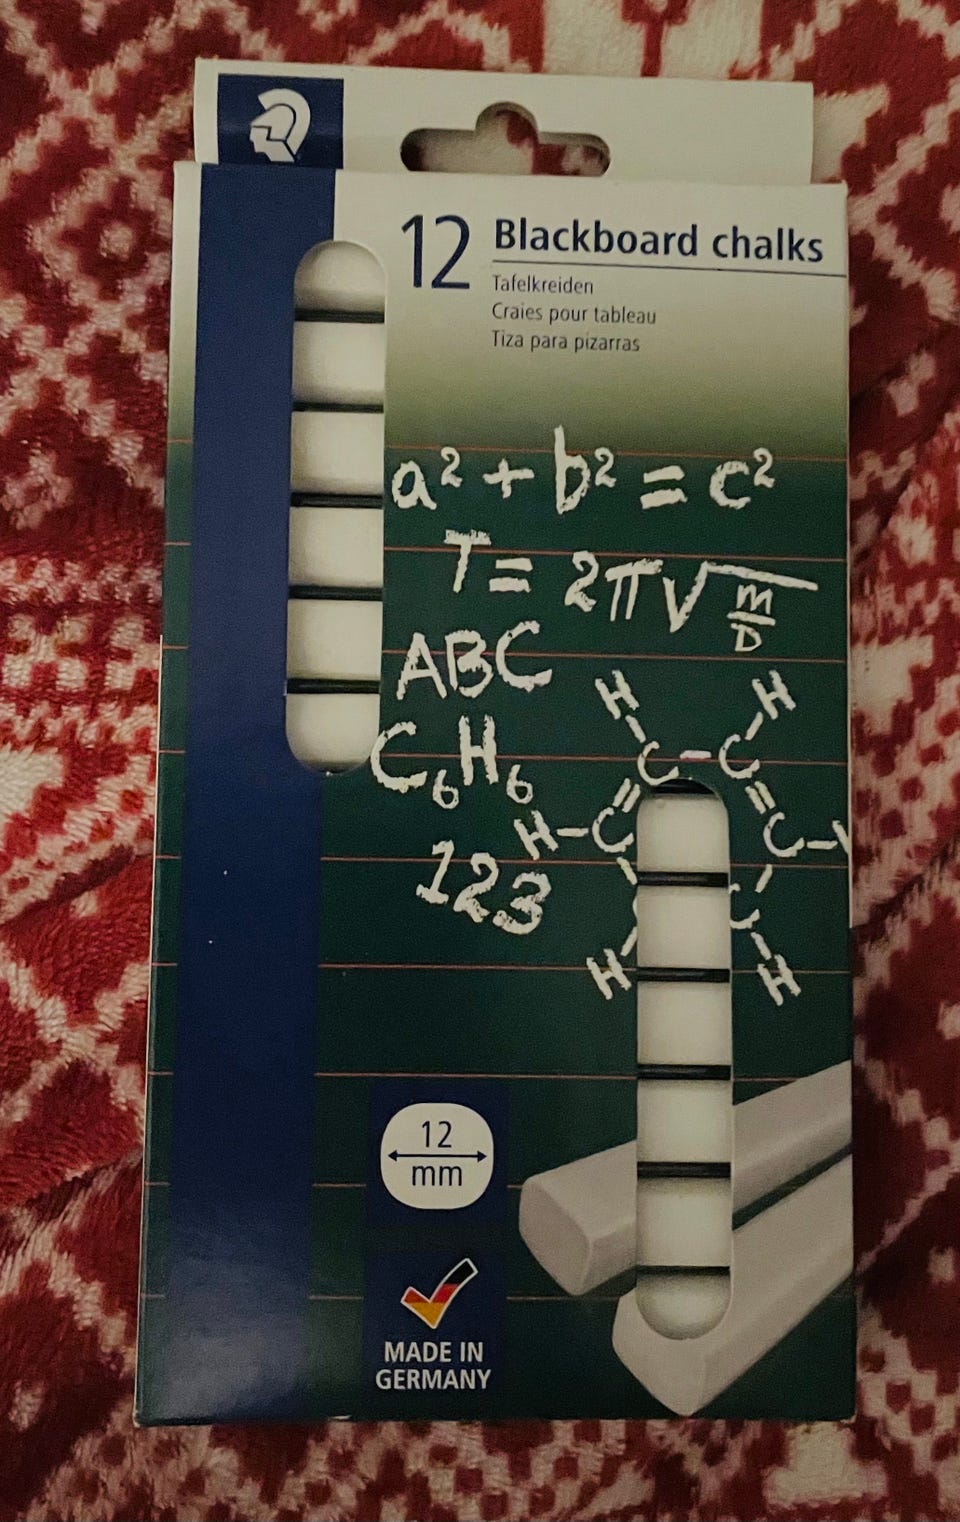 12 Blackboard chalks
Tafelkreiden
Craies pour tableau
Tiza para pizarras
a² + b² = c²
T = 2π√m/D
ABC
C₆H₆
123
H H
C - C
H - C C -
C
H H
12
mm
MADE IN
GERMANY